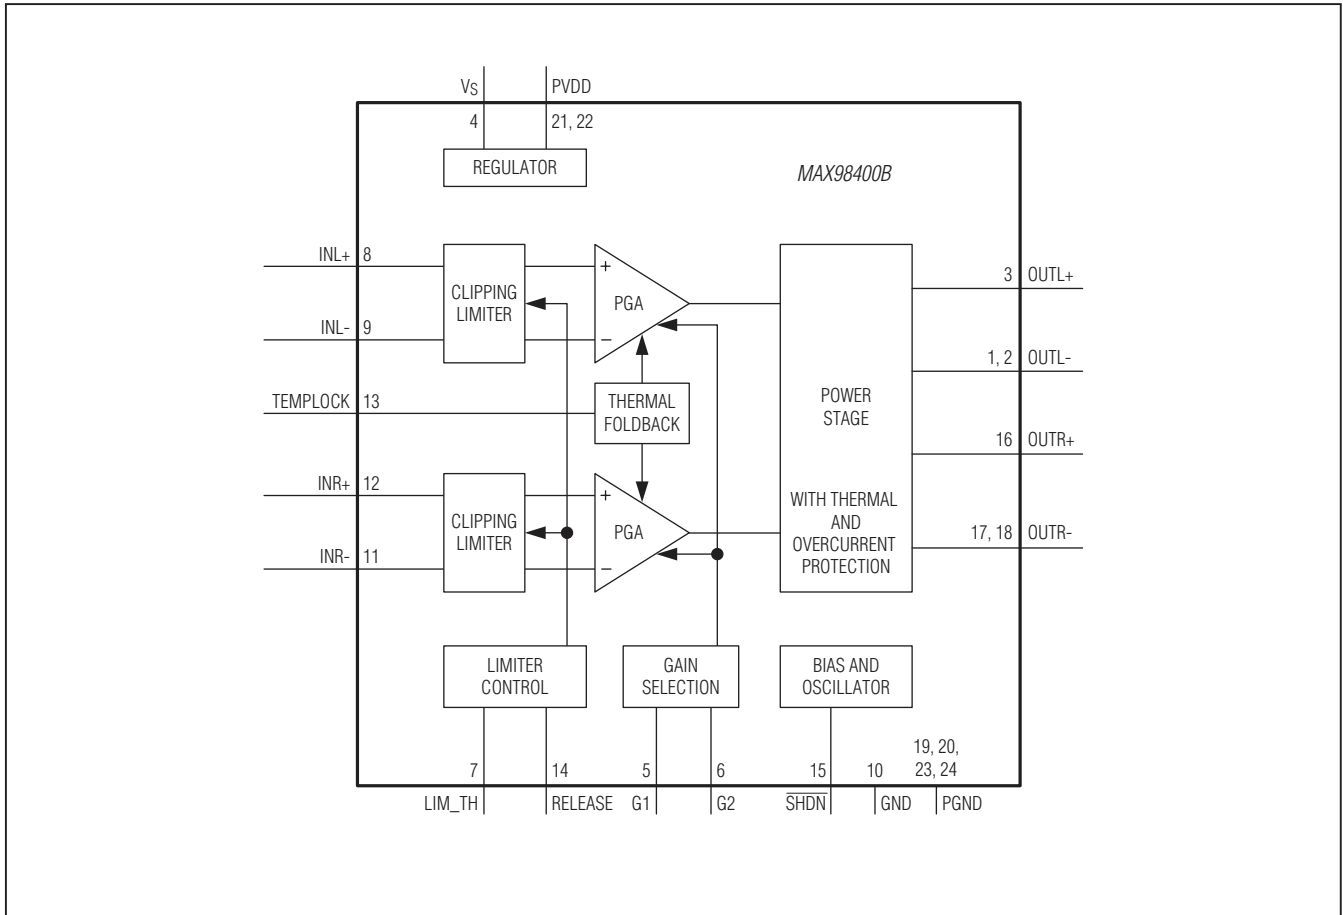 VS PVDD
4 21, 22
REGULATOR
MAX98400B
INL+ 8
INL- 9
CLIPPING
LIMITER
+
PGA
−
3 OUTL+
1, 2 OUTL-
TEMPLOCK 13
THERMAL
FOLDBACK
POWER
STAGE
WITH THERMAL
AND
OVERCURRENT
PROTECTION
16 OUTR+
17, 18 OUTR-
INR+ 12
INR- 11
CLIPPING
LIMITER
+
PGA
−
LIMITER
CONTROL
GAIN
SELECTION
BIAS AND
OSCILLATOR
7 14 5 6 15 10 19, 20,
23, 24
LIM_TH RELEASE G1 G2 SHDN GND PGND